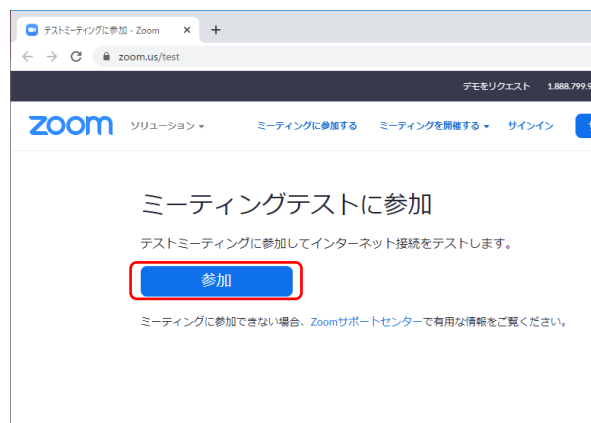 テストミーティングに参加 - Zoom
zoom.us/test
デモをリクエスト 1.888.799.9
zoom ソリューション ミーティングに参加する ミーティングを開催する サインイン
ミーティングテストに参加
テストミーティングに参加してインターネット接続をテストします。
参加
ミーティングに参加できない場合、Zoomサポートセンターで有用な情報をご覧ください。